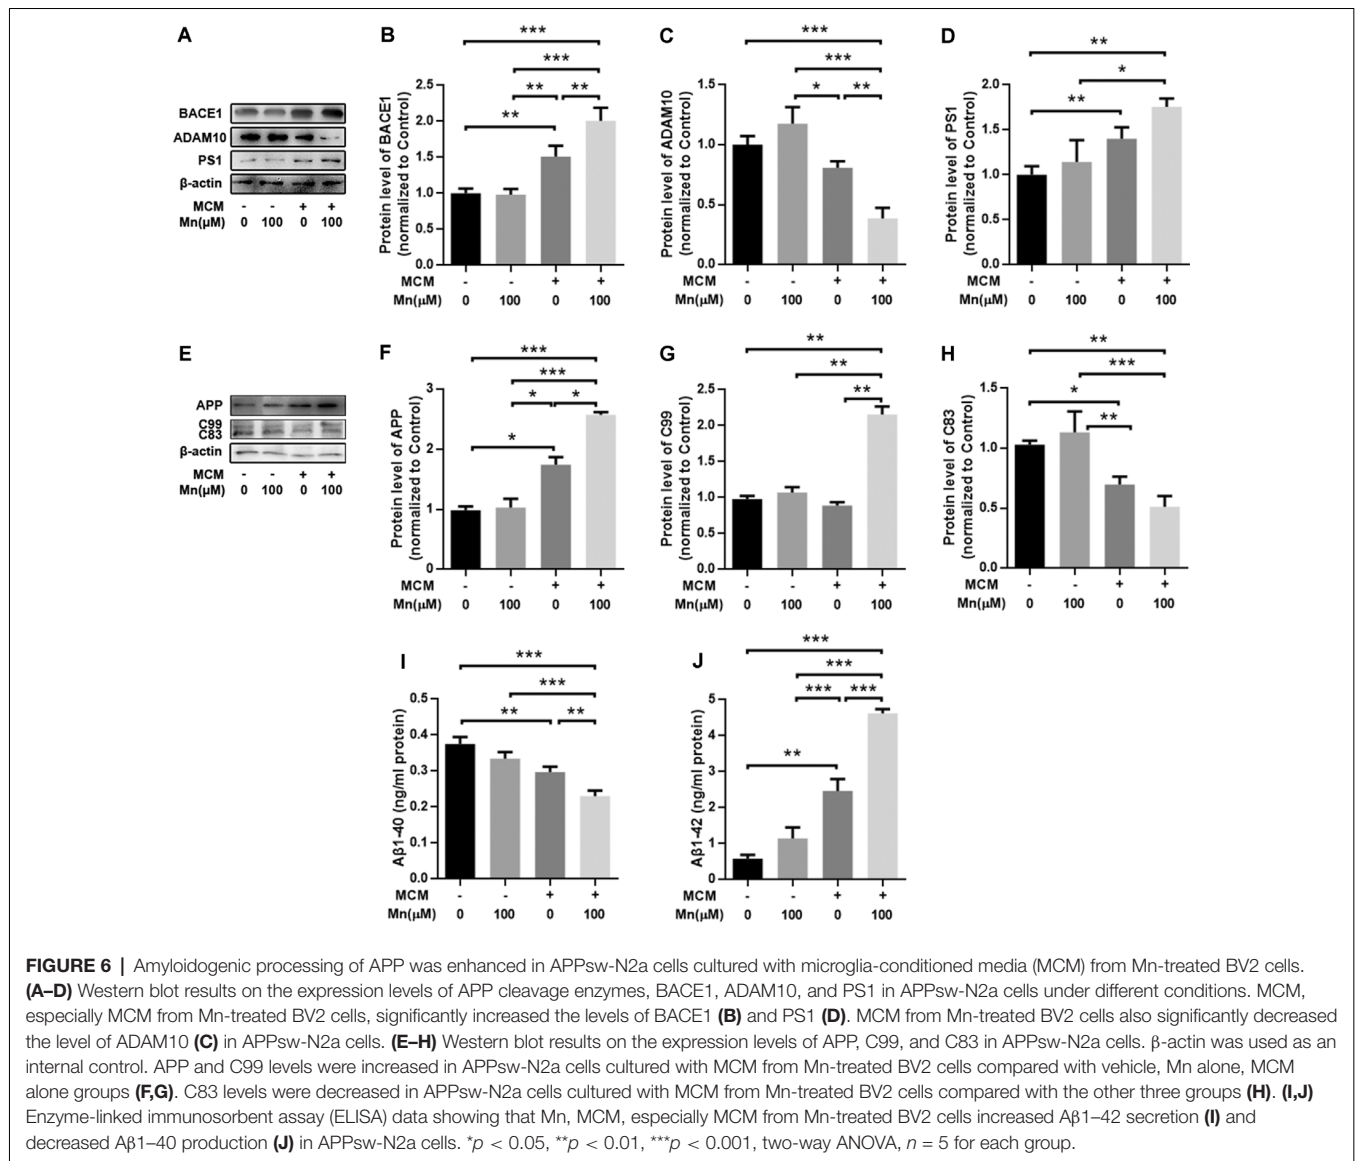 A
BACE1
ADAM10
PS1
β-actin
MCM - - + +
Mn(μM) 0 100 0 100
B
Protein level of BACE1
(normalized to Control)
2.5
2.0
1.5
1.0
0.5
0.0
***
***
** **
**
MCM - - + +
Mn(μM) 0 100 0 100
C
Protein level of ADAM10
(normalized to Control)
1.5
1.0
0.5
0.0
***
***
* **
MCM - - + +
Mn(μM) 0 100 0 100
D
Protein level of PS1
(normalized to Control)
2.0
1.5
1.0
0.5
0.0
**
*
**
MCM - - + +
Mn(μM) 0 100 0 100
E
APP
C99
C83
β-actin
MCM - - + +
Mn(μM) 0 100 0 100
F
Protein level of APP
(normalized to Control)
3
2
1
0
***
***
* *
*
MCM - - + +
Mn(μM) 0 100 0 100
G
Protein level of C99
(normalized to Control)
2.5
2.0
1.5
1.0
0.5
0.0
**
**
**
MCM - - + +
Mn(μM) 0 100 0 100
H
Protein level of C83
(normalized to Control)
1.5
1.0
0.5
0.0
**
***
*
**
MCM - - + +
Mn(μM) 0 100 0 100
I
Aβ1-40 (ng/ml protein)
0.5
0.4
0.3
0.2
0.1
0.0
***
***
** **
MCM - - + +
Mn(μM) 0 100 0 100
J
Aβ1-42 (ng/ml protein)
5
4
3
2
1
0
***
***
*** ***
**
MCM - - + +
Mn(μM) 0 100 0 100
FIGURE 6 | Amyloidogenic processing of APP was enhanced in APPsw-N2a cells cultured with microglia-conditioned media (MCM) from Mn-treated BV2 cells.
(A–D) Western blot results on the expression levels of APP cleavage enzymes, BACE1, ADAM10, and PS1 in APPsw-N2a cells under different conditions. MCM,
especially MCM from Mn-treated BV2 cells, significantly increased the levels of BACE1 (B) and PS1 (D). MCM from Mn-treated BV2 cells also significantly decreased
the level of ADAM10 (C) in APPsw-N2a cells. (E–H) Western blot results on the expression levels of APP, C99, and C83 in APPsw-N2a cells. β-actin was used as an
internal control. APP and C99 levels were increased in APPsw-N2a cells cultured with MCM from Mn-treated BV2 cells compared with vehicle, Mn alone, MCM
alone groups (F,G). C83 levels were decreased in APPsw-N2a cells cultured with MCM from Mn-treated BV2 cells compared with the other three groups (H). (I,J)
Enzyme-linked immunosorbent assay (ELISA) data showing that Mn, MCM, especially MCM from Mn-treated BV2 cells increased Aβ1–42 secretion (I) and
decreased Aβ1–40 production (J) in APPsw-N2a cells. *p < 0.05, **p < 0.01, ***p < 0.001, two-way ANOVA, n = 5 for each group.